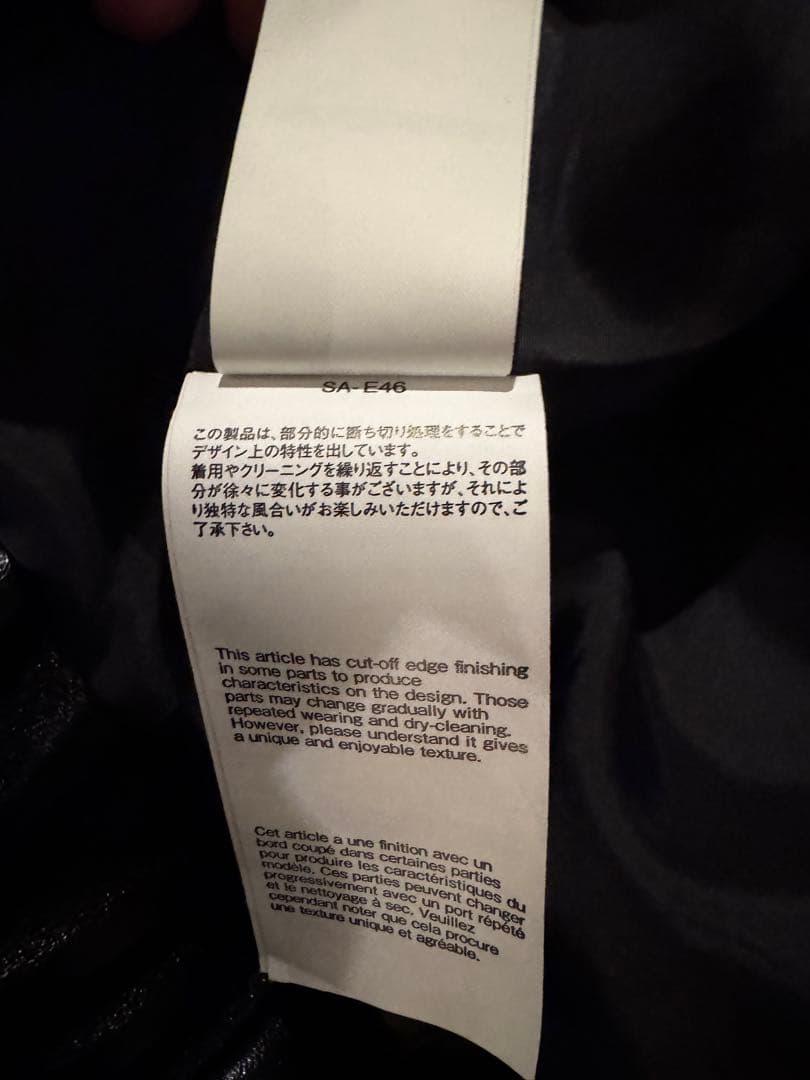 SA-E46
この製品は、部分的に断ち切り処理をすることで
デザイン上の特性を出しています。
着用やクリーニングを繰り返すことにより、その部
分が徐々に変化する事がございますが、それによ
り独特な風合いがお楽しみいただけますので、ご
了承下さい。
This article has cut-off edge finishing
in some parts to produce
characteristics on the design. Those
parts may change gradually with
repeated wearing and dry-cleaning.
However, please understand it gives
a unique and enjoyable texture.
Cet article a une finition avec un
bord coupé dans certaines parties
pour produire les caractéristiques du
modèle. Ces parties peuvent changer
progressivement avec un port répété
et le nettoyage à sec. Veuillez
cependant noter que cela procure
une texture unique et agréable.